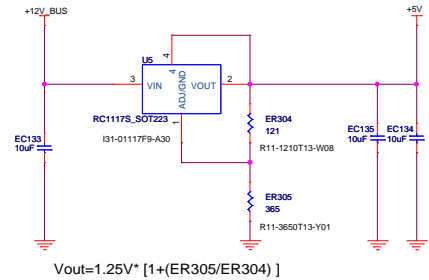 +12V_BUS
+5V
U5
4
4
3
VIN
VOUT
2
ADJ/GND
1
RC1117S_SOT223
I31-01117F9-A30
EC133
10uF
ER304
121
R11-1210T13-W08
EC135
10uF
EC134
10uF
ER305
365
R11-3650T13-Y01
Vout=1.25V* [1+(ER305/ER304) ]